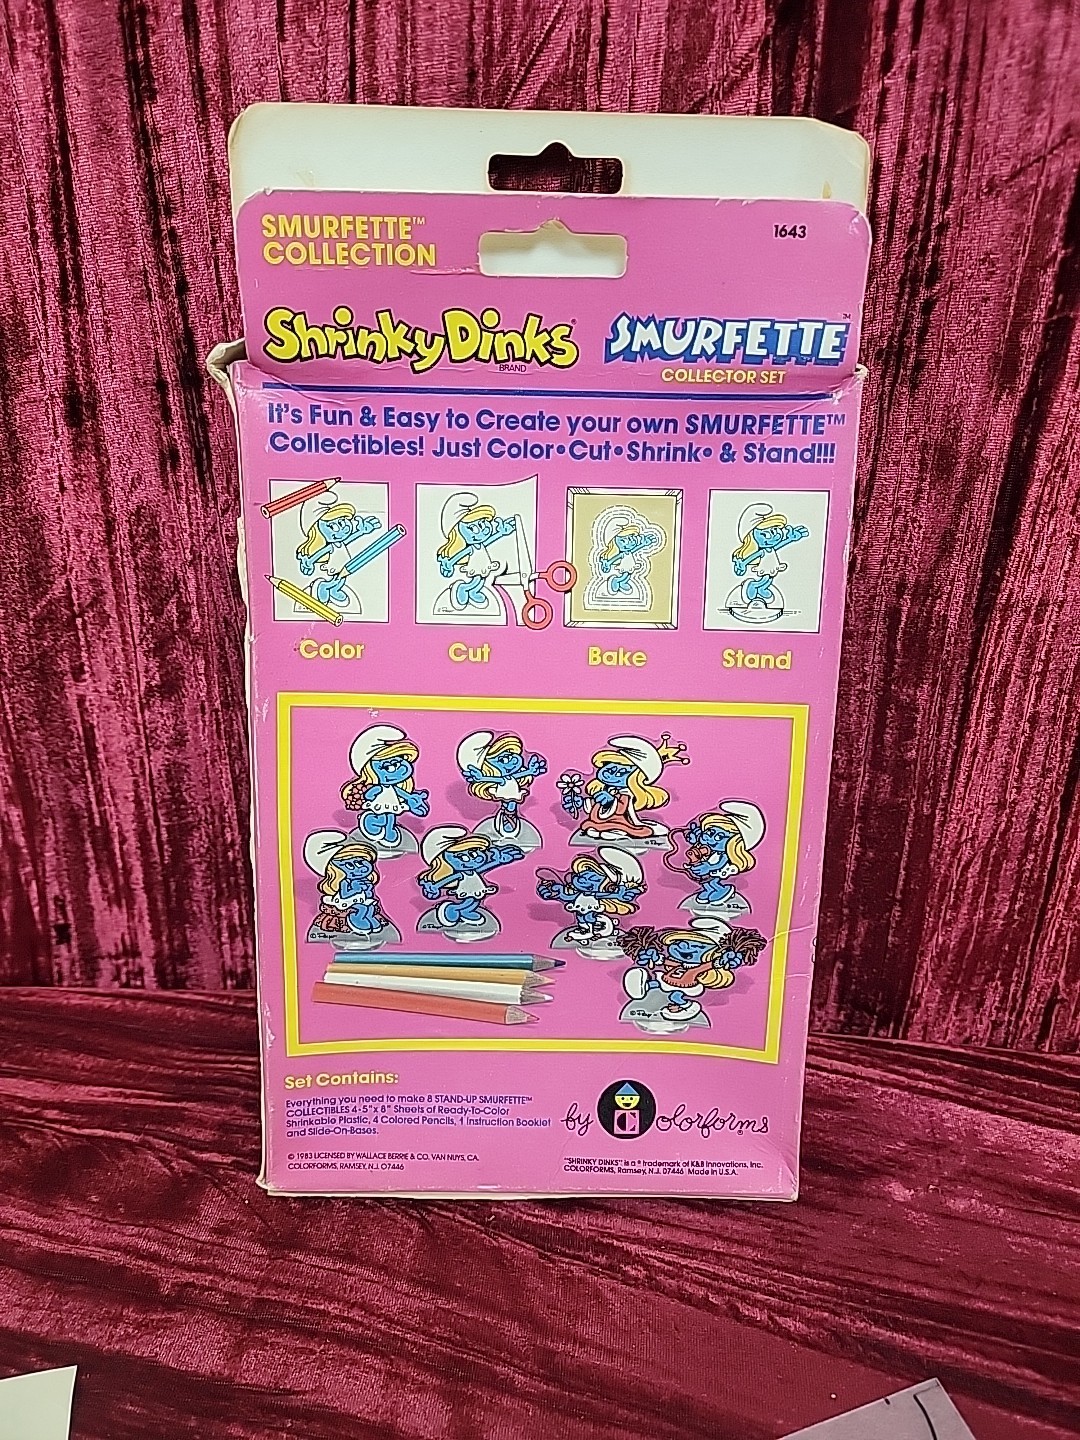 SMURFETTE™
COLLECTION
1643
Shrinky Dinks®
BRAND
SMURFETTE™
COLLECTOR SET
It's Fun & Easy to Create your own SMURFETTE™
Collectibles! Just Color • Cut • Shrink • & Stand!!!
Color
Cut
Bake
Stand
Set Contains:
Everything you need to make 8 STAND-UP SMURFETTE™
COLLECTIBLES 4-5"x 8" Sheets of Ready-To-Color
Shrinkable Plastic, 4 Colored Pencils, 1 Instruction Booklet
and Slide-On-Bases.
by Colorforms®
© 1983 LICENSED BY WALLACE BERRIE & CO. VAN NUYS, CA.
COLORFORMS, RAMSEY, N.J. 07446
"SHRINKY DINKS" is a ® trademark of K&B Innovations, Inc.
COLORFORMS, Ramsey, N.J. 07446 Made in U.S.A.